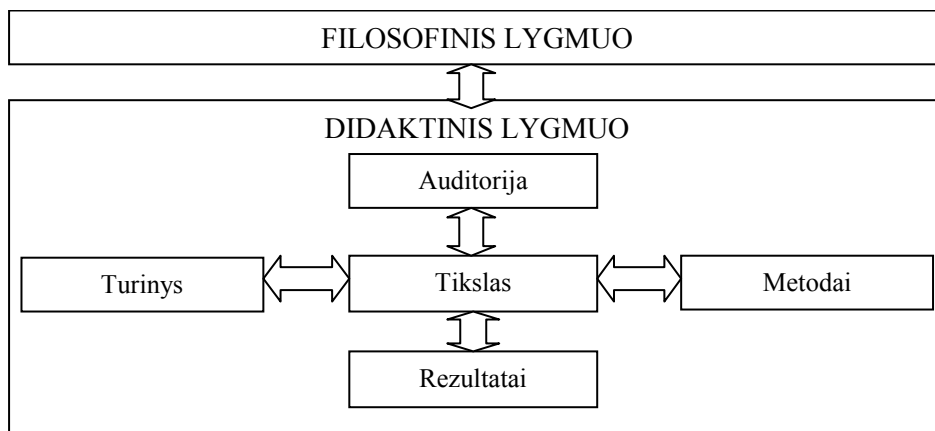 FILOSOFINIS LYGMUO
DIDAKTINIS LYGMUO
Auditorija
Turinys
Tikslas
Metodai
Rezultatai